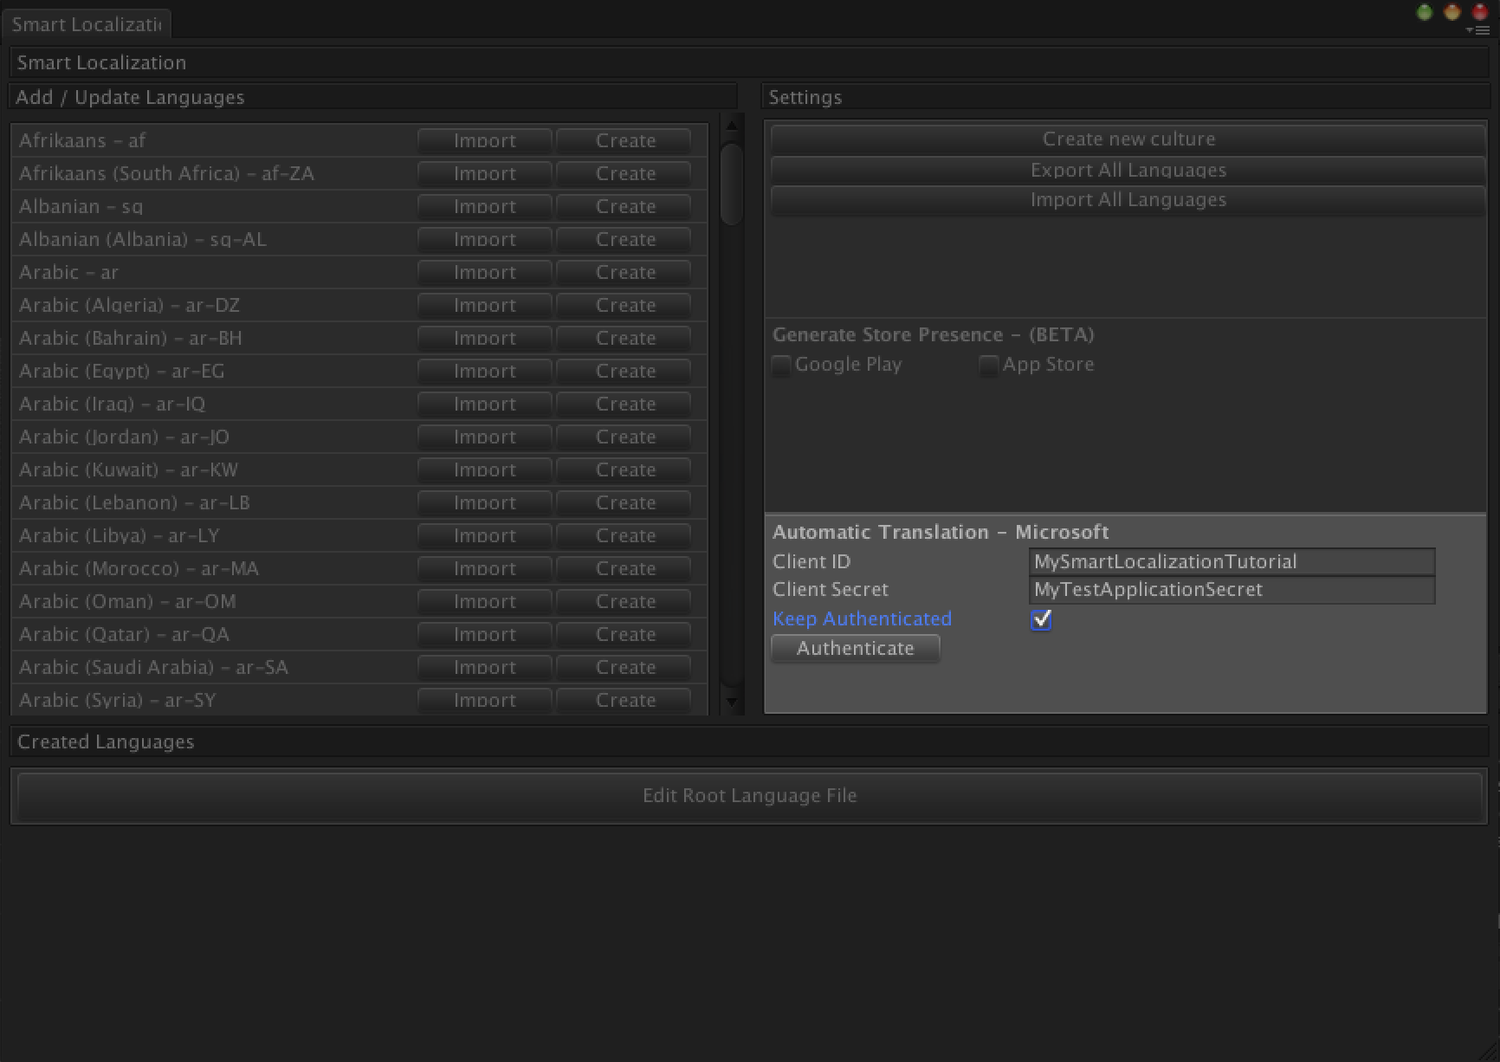 Smart Localizati
Smart Localization
Add / Update Languages
Afrikaans - af Import Create
Afrikaans (South Africa) - af-ZA Import Create
Albanian - sq Import Create
Albanian (Albania) - sq-AL Import Create
Arabic - ar Import Create
Arabic (Algeria) - ar-DZ Import Create
Arabic (Bahrain) - ar-BH Import Create
Arabic (Egypt) - ar-EG Import Create
Arabic (Iraq) - ar-IQ Import Create
Arabic (Jordan) - ar-JO Import Create
Arabic (Kuwait) - ar-KW Import Create
Arabic (Lebanon) - ar-LB Import Create
Arabic (Libya) - ar-LY Import Create
Arabic (Morocco) - ar-MA Import Create
Arabic (Oman) - ar-OM Import Create
Arabic (Qatar) - ar-QA Import Create
Arabic (Saudi Arabia) - ar-SA Import Create
Arabic (Syria) - ar-SY Import Create
Settings
Create new culture
Export All Languages
Import All Languages
Generate Store Presence - (BETA)
Google Play App Store
Automatic Translation - Microsoft
Client ID MySmartLocalizationTutorial
Client Secret MyTestApplicationSecret
Keep Authenticated
Authenticate
Created Languages
Edit Root Language File